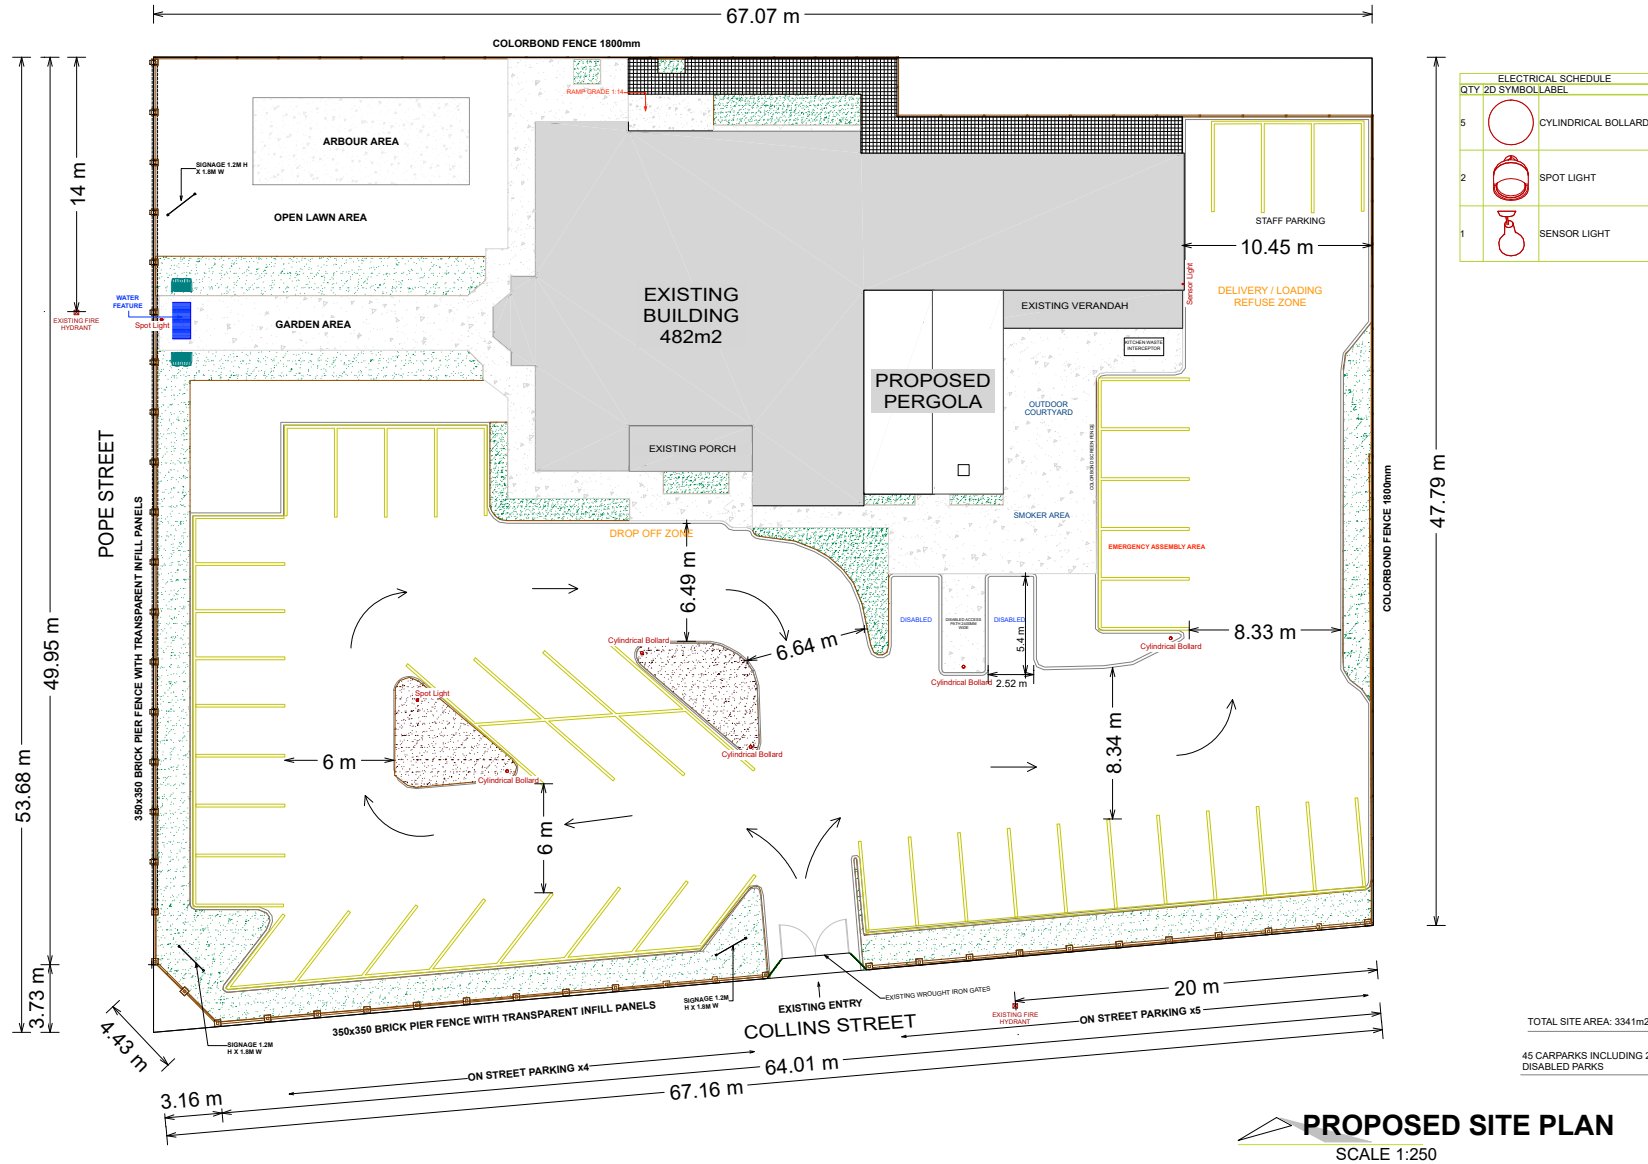 67.07 m
COLORBOND FENCE 1800mm
ELECTRICAL SCHEDULE
QTY 2D SYMBOL LABEL
5 CYLINDRICAL BOLLARD
2 SPOT LIGHT
1 SENSOR LIGHT
RAMP GRADE 1:14
ARBOUR AREA
SIGNAGE 1.2M H
X 1.8M W
14 m
OPEN LAWN AREA
STAFF PARKING
10.45 m
Sensor Light
DELIVERY / LOADING
REFUSE ZONE
EXISTING
BUILDING
482m2
EXISTING VERANDAH
WATER
FEATURE
Spot Light
EXISTING FIRE
HYDRANT
GARDEN AREA
KITCHEN WASTE
INTERCEPTOR
PROPOSED
PERGOLA
OUTDOOR
COURTYARD
COLORBOND SCREEN FENCE
EXISTING PORCH
POPE STREET
350x350 BRICK PIER FENCE WITH TRANSPARENT INFILL PANELS
47.79 m
COLORBOND FENCE 1800mm
SMOKER AREA
DROP OFF ZONE
EMERGENCY ASSEMBLY AREA
6.49 m
DISABLED
DISABLED ACCESS
PATH 2400MM
WIDE
DISABLED
5.4 m
6.64 m
8.33 m
Cylindrical Bollard
Cylindrical Bollard
Cylindrical Bollard
2.52 m
49.95 m
53.68 m
Spot Light
8.34 m
Cylindrical Bollard
6 m
Cylindrical Bollard
6 m
3.73 m
4.43 m
SIGNAGE 1.2M
H X 1.8M W
350x350 BRICK PIER FENCE WITH TRANSPARENT INFILL PANELS
SIGNAGE 1.2M
H X 1.8M W
EXISTING ENTRY
EXISTING WROUGHT IRON GATES
COLLINS STREET
20 m
EXISTING FIRE
HYDRANT
ON STREET PARKING x5
TOTAL SITE AREA: 3341m2
ON STREET PARKING x4
64.01 m
67.16 m
3.16 m
45 CARPARKS INCLUDING 2
DISABLED PARKS
PROPOSED SITE PLAN
SCALE 1:250